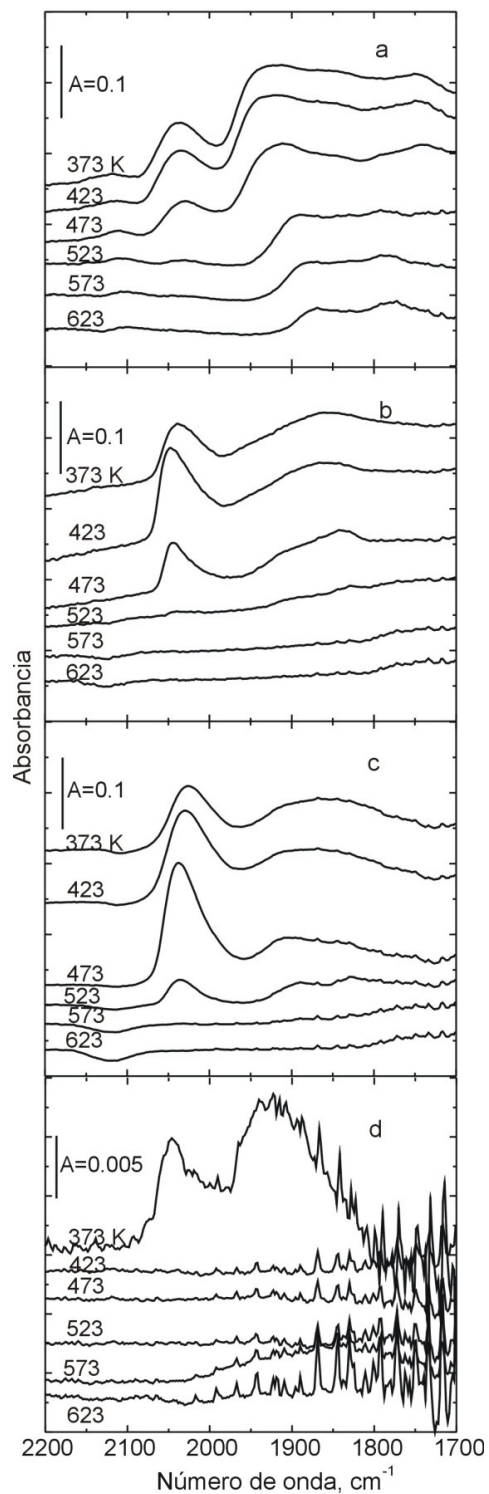 a
A=0.1
373 K
423
473
523
573
623
b
A=0.1
373 K
423
473
523
573
623
Absorbancia
c
A=0.1
373 K
423
473
523
573
623
d
A=0.005
373 K
423
473
523
573
623
2200 2100 2000 1900 1800 1700
Número de onda, cm⁻¹